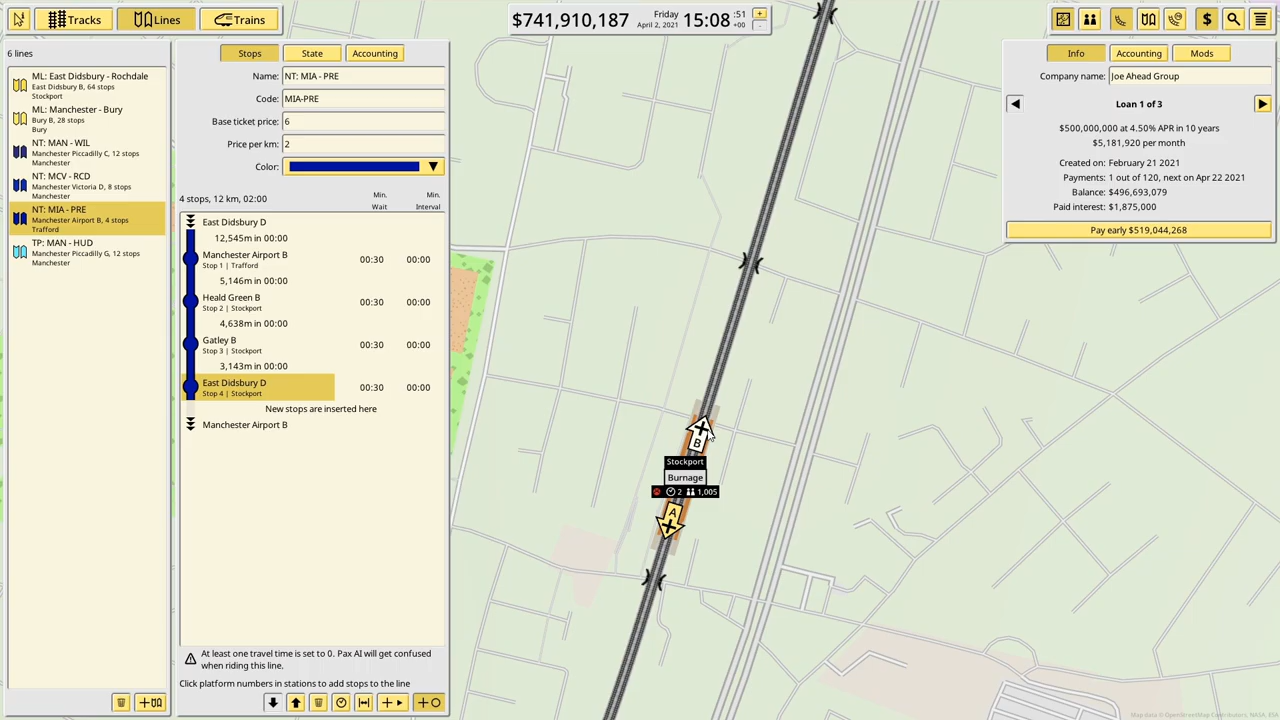 Tracks
Lines
Trains
$741,910,187
Friday
April 2, 2021
15:08
:51
+00
6 lines
ML: East Didsbury - Rochdale
East Didsbury B, 64 stops
Stockport
ML: Manchester - Bury
Bury B, 28 stops
Bury
NT: MAN - WIL
Manchester Piccadilly C, 12 stops
Manchester
NT: MCV - RCD
Manchester Victoria D, 8 stops
Manchester
NT: MIA - PRE
Manchester Airport B, 4 stops
Trafford
TP: MAN - HUD
Manchester Piccadilly G, 12 stops
Manchester
Stops
State
Accounting
Name: NT: MIA - PRE
Code: MIA-PRE
Base ticket price: 6
Price per km: 2
Color:
4 stops, 12 km, 02:00
Min. Wait
Min. Interval
East Didsbury D
12,545m in 00:00
Manchester Airport B 00:30 00:00
Stop 1 | Trafford
5,146m in 00:00
Heald Green B 00:30 00:00
Stop 2 | Stockport
4,638m in 00:00
Gatley B 00:30 00:00
Stop 3 | Stockport
3,143m in 00:00
East Didsbury D 00:30 00:00
Stop 4 | Stockport
New stops are inserted here
Manchester Airport B
At least one travel time is set to 0. Pax AI will get confused
when riding this line.
Click platform numbers in stations to add stops to the line
B
Stockport
Burnage
2 1,005
A
Info
Accounting
Mods
Company name: Joe Ahead Group
Loan 1 of 3
$500,000,000 at 4.50% APR in 10 years
$5,181,920 per month
Created on: February 21 2021
Payments: 1 out of 120, next on Apr 22 2021
Balance: $496,693,079
Paid interest: $1,875,000
Pay early $519,044,268
Map data © OpenStreetMap Contributors, NASA, ESA